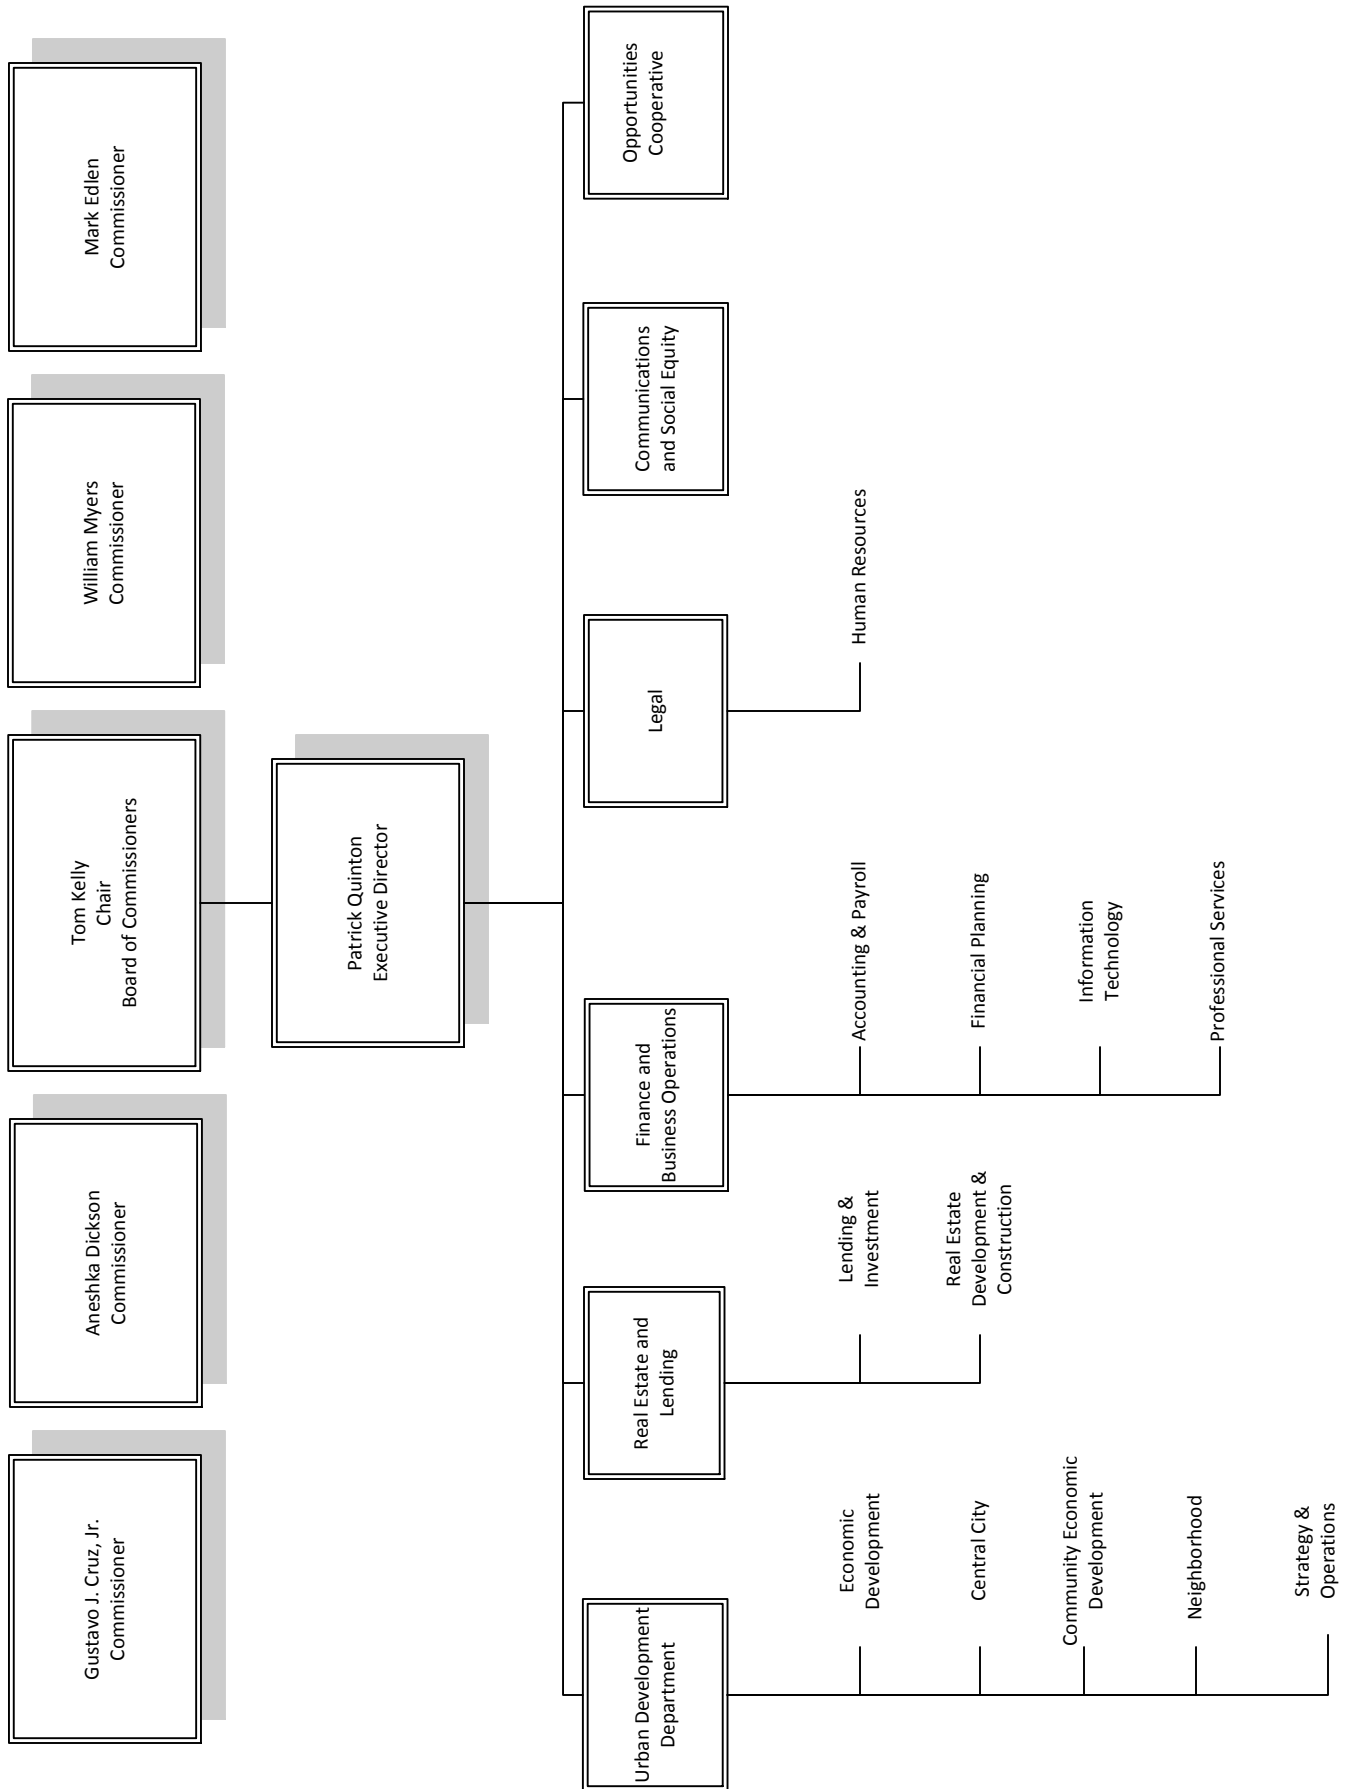 Gustavo J. Cruz, Jr.
Commissioner
Aneshka Dickson
Commissioner
Tom Kelly
Chair
Board of Commissioners
William Myers
Commissioner
Mark Edlen
Commissioner
Patrick Quinton
Executive Director
Urban Development
Department
Economic
Development
Central City
Community Economic
Development
Neighborhood
Strategy &
Operations
Real Estate and
Lending
Lending &
Investment
Real Estate
Development &
Construction
Finance and
Business Operations
Accounting & Payroll
Financial Planning
Information
Technology
Professional Services
Legal
Human Resources
Communications
and Social Equity
Opportunities
Cooperative